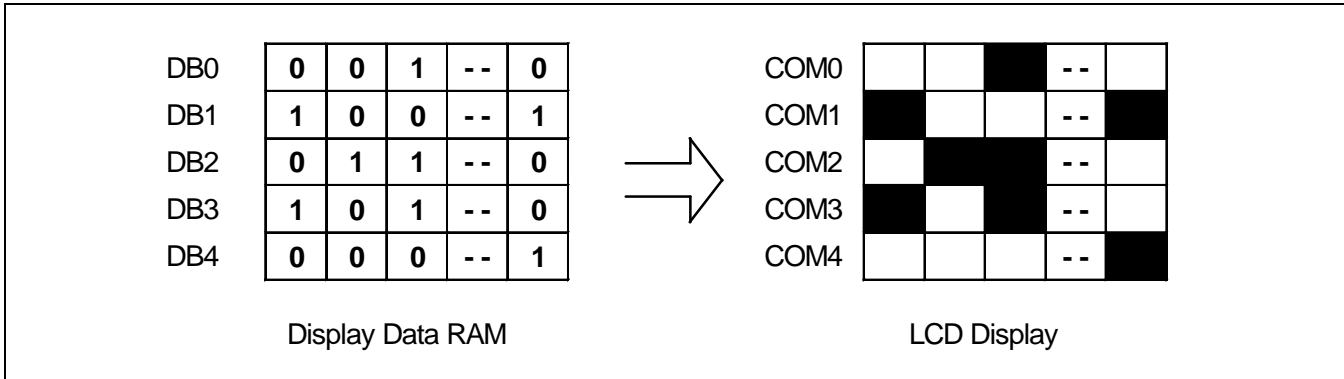 DB0 0 0 1 - - 0 COM0 - -
DB1 1 0 0 - - 1 COM1 - -
DB2 0 1 1 - - 0 COM2 - -
DB3 1 0 1 - - 0 COM3 - -
DB4 0 0 0 - - 1 COM4 - -
Display Data RAM LCD Display